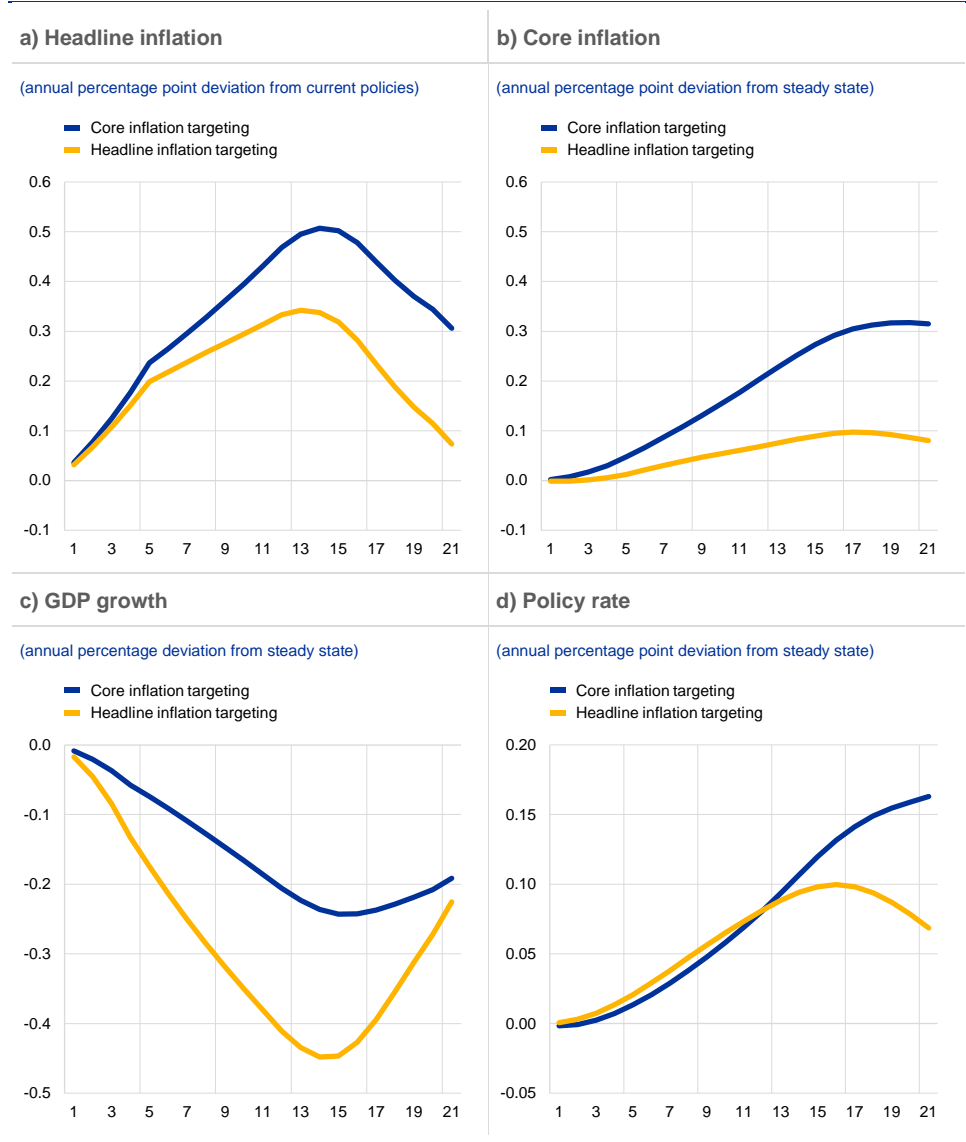 a) Headline inflation
(annual percentage point deviation from current policies)
Core inflation targeting
Headline inflation targeting
0.6
0.5
0.4
0.3
0.2
0.1
0.0
-0.1
1 3 5 7 9 11 13 15 17 19 21
b) Core inflation
(annual percentage point deviation from steady state)
Core inflation targeting
Headline inflation targeting
0.6
0.5
0.4
0.3
0.2
0.1
0.0
-0.1
1 3 5 7 9 11 13 15 17 19 21
c) GDP growth
(annual percentage deviation from steady state)
Core inflation targeting
Headline inflation targeting
0.0
-0.1
-0.2
-0.3
-0.4
-0.5
1 3 5 7 9 11 13 15 17 19 21
d) Policy rate
(annual percentage point deviation from steady state)
Core inflation targeting
Headline inflation targeting
0.20
0.15
0.10
0.05
0.00
-0.05
1 3 5 7 9 11 13 15 17 19 21